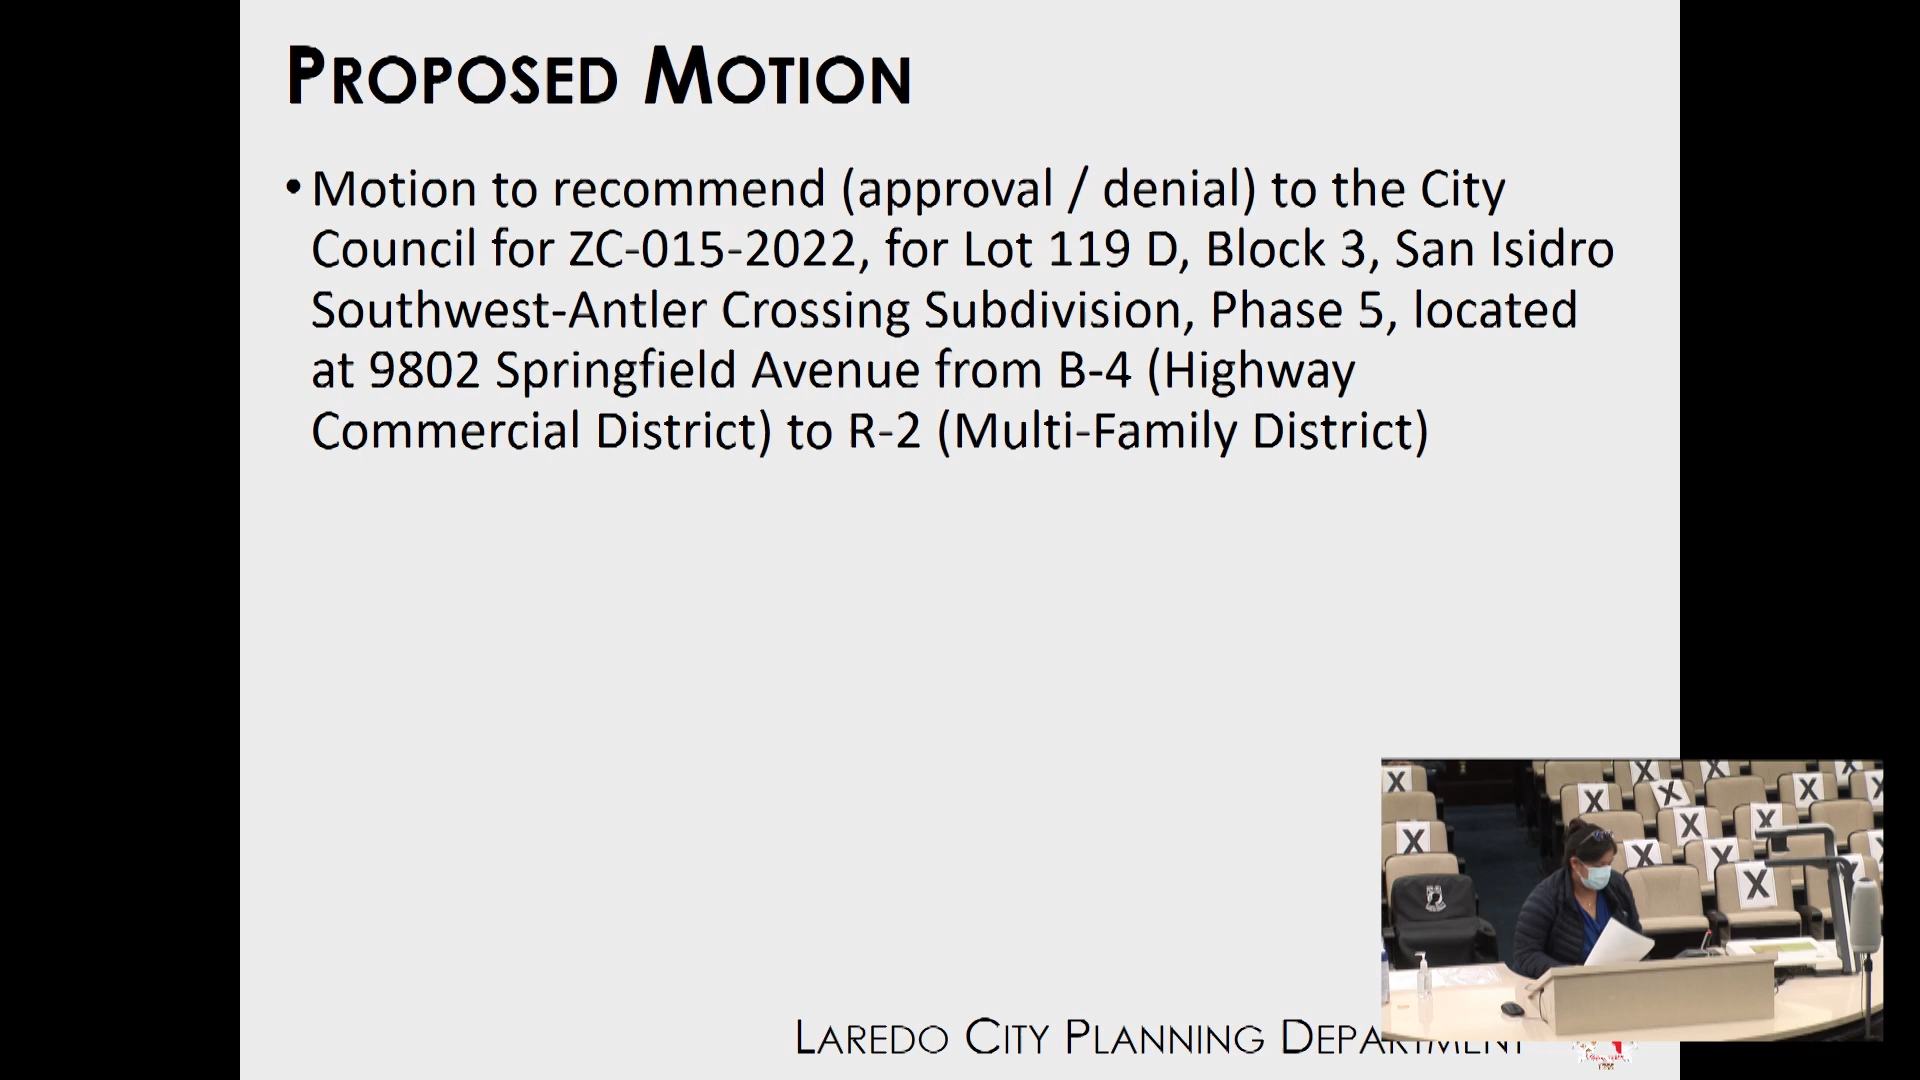 PROPOSED MOTION
• Motion to recommend (approval / denial) to the City
Council for ZC-015-2022, for Lot 119 D, Block 3, San Isidro
Southwest-Antler Crossing Subdivision, Phase 5, located
at 9802 Springfield Avenue from B-4 (Highway
Commercial District) to R-2 (Multi-Family District)
X X X
X X X X
X X X
X X
X
LAREDO CITY PLANNING DEPARTMENT